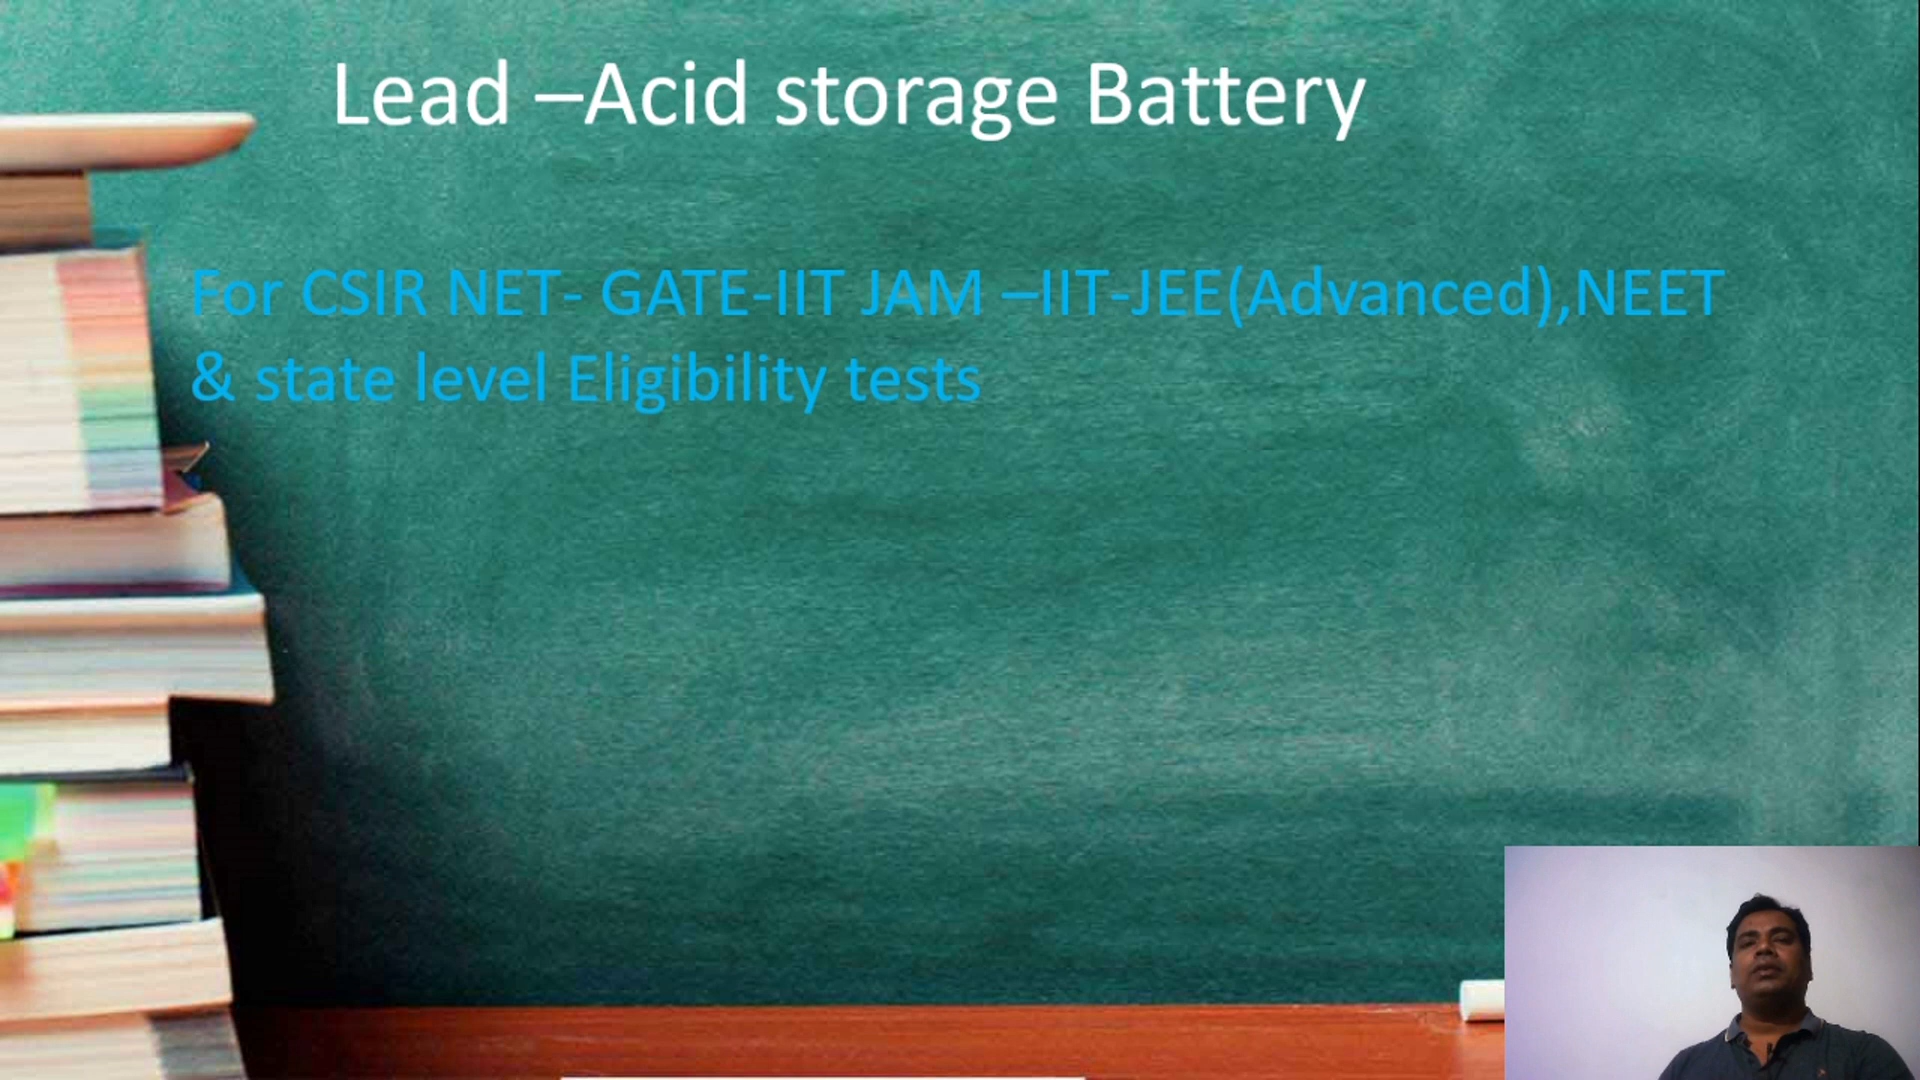 Lead –Acid storage Battery
For CSIR NET- GATE-IIT JAM –IIT-JEE(Advanced),NEET
& state level Eligibility tests